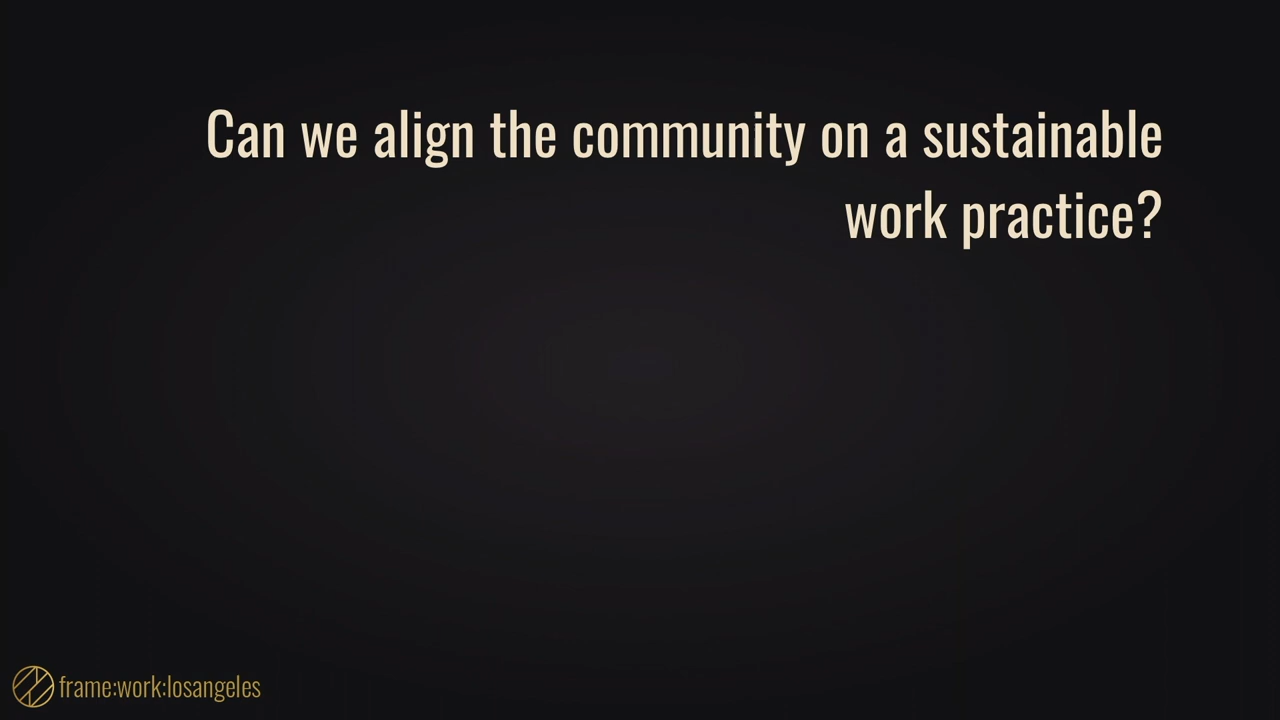 Can we align the community on a sustainable
work practice?
frame:work:losangeles